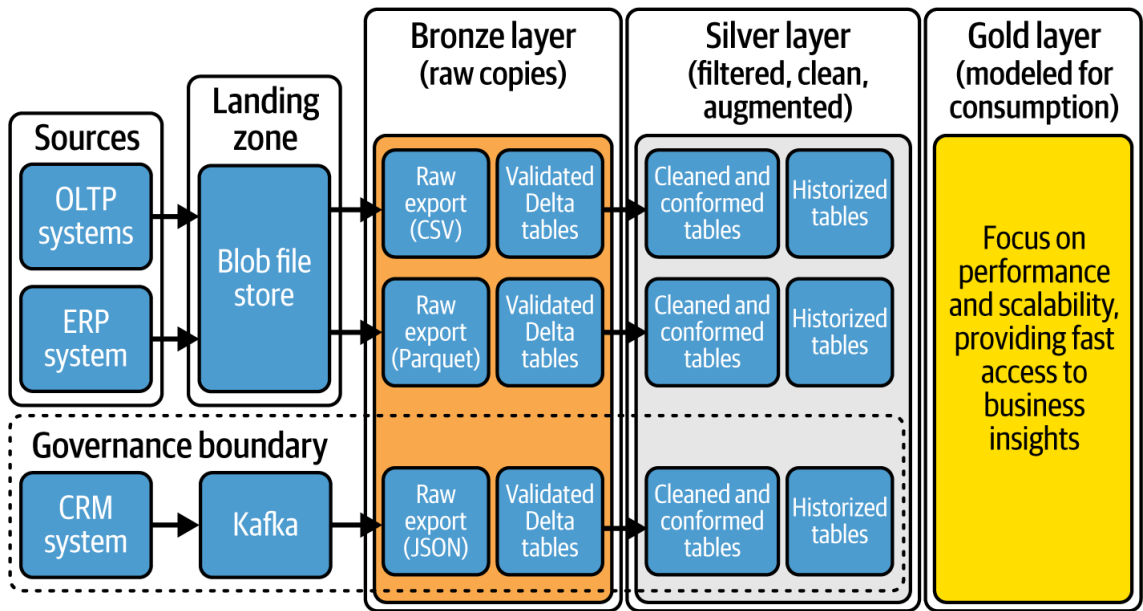 Sources
OLTP
systems
ERP
system
Landing
zone
Blob file
store
Governance boundary
CRM
system
Kafka
Bronze layer
(raw copies)
Raw
export
(CSV)
Validated
Delta
tables
Raw
export
(Parquet)
Validated
Delta
tables
Raw
export
(JSON)
Validated
Delta
tables
Silver layer
(filtered, clean,
augmented)
Cleaned and
conformed
tables
Historized
tables
Cleaned and
conformed
tables
Historized
tables
Cleaned and
conformed
tables
Historized
tables
Gold layer
(modeled for
consumption)
Focus on
performance
and scalability,
providing fast
access to
business
insights